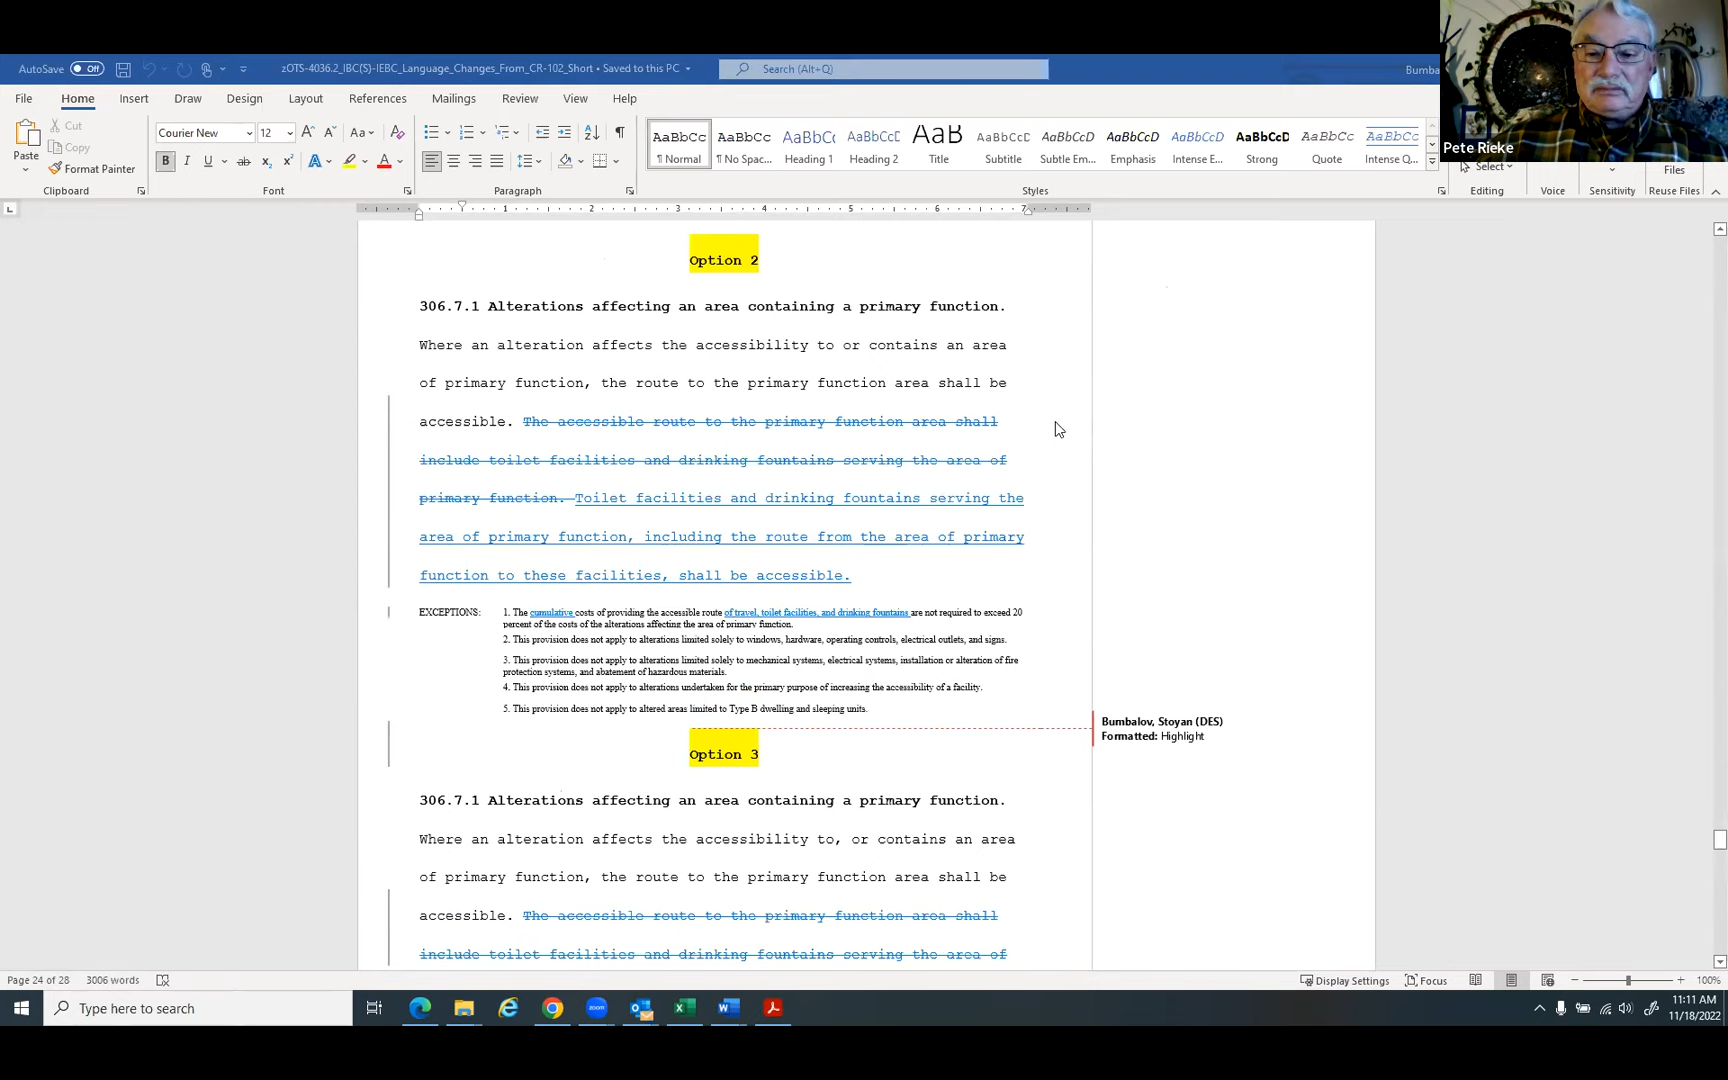 AutoSave Off
zOTS-4036.2_IBC(S)-IEBC_Language_Changes_From_CR-102_Short • Saved to this PC
Search (Alt+Q)
Bumba
Pete Rieke
File Home Insert Draw Design Layout References Mailings Review View Help
Paste
Cut
Copy
Format Painter
Clipboard
Courier New 12
Font
Paragraph
AaBbCc AaBbCc AaBbCc AaBbCcD AaB AaBbCcD AaBbCcD AaBbCcD AaBbCcD AaBbCcD AaBbCc AaBbCcD
¶ Normal ¶ No Spac... Heading 1 Heading 2 Title Subtitle Subtle Em... Emphasis Intense E... Strong Quote Intense Q...
Styles
Select
Editing
Voice
Sensitivity
Files
Reuse Files
1 2 3 4 5 6 7
Option 2
306.7.1 Alterations affecting an area containing a primary function.
Where an alteration affects the accessibility to or contains an area
of primary function, the route to the primary function area shall be
accessible. The accessible route to the primary function area shall
include toilet facilities and drinking fountains serving the area of
primary function. Toilet facilities and drinking fountains serving the
area of primary function, including the route from the area of primary
function to these facilities, shall be accessible.
EXCEPTIONS: 1. The cumulative costs of providing the accessible route of travel, toilet facilities, and drinking fountains are not required to exceed 20
percent of the costs of the alterations affecting the area of primary function.
2. This provision does not apply to alterations limited solely to windows, hardware, operating controls, electrical outlets, and signs.
3. This provision does not apply to alterations limited solely to mechanical systems, electrical systems, installation or alteration of fire
protection systems, and abatement of hazardous materials.
4. This provision does not apply to alterations undertaken for the primary purpose of increasing the accessibility of a facility.
5. This provision does not apply to altered areas limited to Type B dwelling and sleeping units.
Bumbalov, Stoyan (DES)
Formatted: Highlight
Option 3
306.7.1 Alterations affecting an area containing a primary function.
Where an alteration affects the accessibility to, or contains an area
of primary function, the route to the primary function area shall be
accessible. The accessible route to the primary function area shall
include toilet facilities and drinking fountains serving the area of
Page 24 of 28 3006 words
Display Settings Focus 100%
Type here to search
11:11 AM
11/18/2022